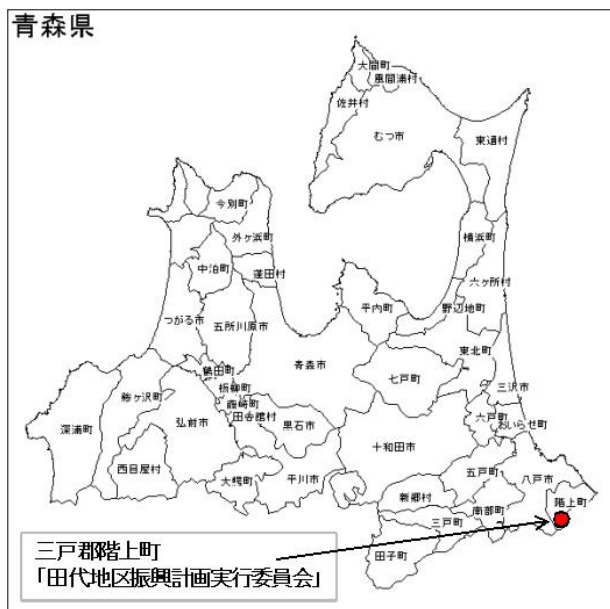 青森県
大間町
風間浦村
佐井村
むつ市
東通村
今別町
外ヶ浜町
横浜町
中泊町
蓬田村
六ヶ所村
平内町
野辺地町
つがる市
五所川原市
東北町
青森市
七戸町
鶴田町
三沢市
鰺ヶ沢町
板柳町
藤崎町
六戸町
田舎館村
おいらせ町
深浦町
弘前市
黒石市
十和田市
西目屋村
五戸町
八戸市
大鰐町
平川市
新郷村
階上町
南部町
三戸町
田子町
三戸郡階上町
「田代地区振興計画実行委員会」